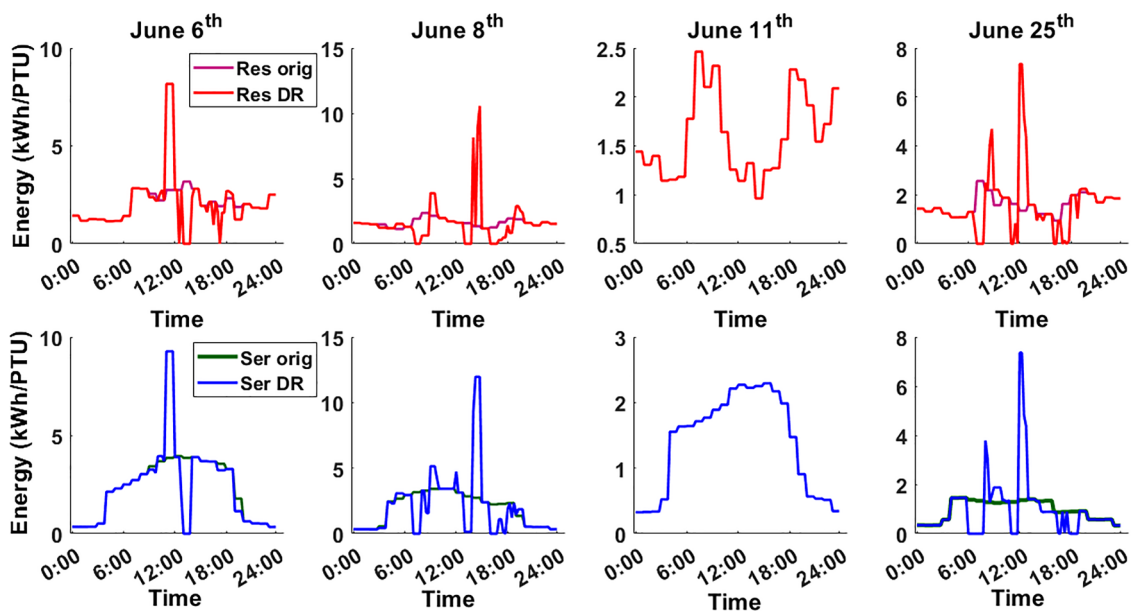 June 6th
June 8th
June 11th
June 25th
Energy (kWh/PTU)
10
5
0
Res orig
Res DR
15
10
5
0
2.5
2
1.5
1
0.5
8
6
4
2
0
0:00 6:00 12:00 18:00 24:00
0:00 6:00 12:00 18:00 24:00
0:00 6:00 12:00 18:00 24:00
0:00 6:00 12:00 18:00 24:00
Time
Time
Time
Time
Energy (kWh/PTU)
10
5
0
Ser orig
Ser DR
15
10
5
0
3
2
1
0
8
6
4
2
0
0:00 6:00 12:00 18:00 24:00
0:00 6:00 12:00 18:00 24:00
0:00 6:00 12:00 18:00 24:00
0:00 6:00 12:00 18:00 24:00
Time
Time
Time
Time